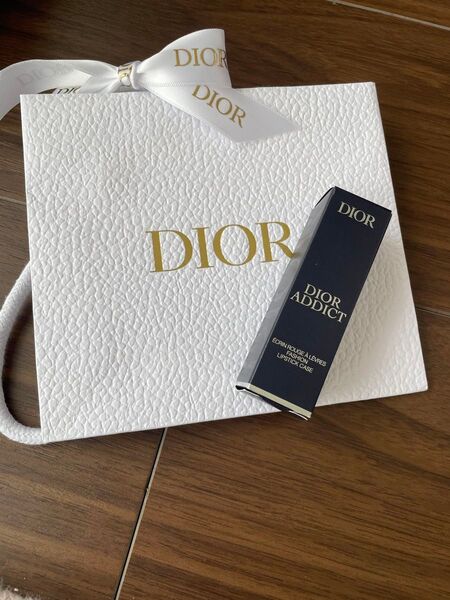 DIOR
DIOR
DIOR
DIOR
DIOR
ADDICT
ÉCRIN ROUGE À LÈVRES
FASHION
LIPSTICK CASE